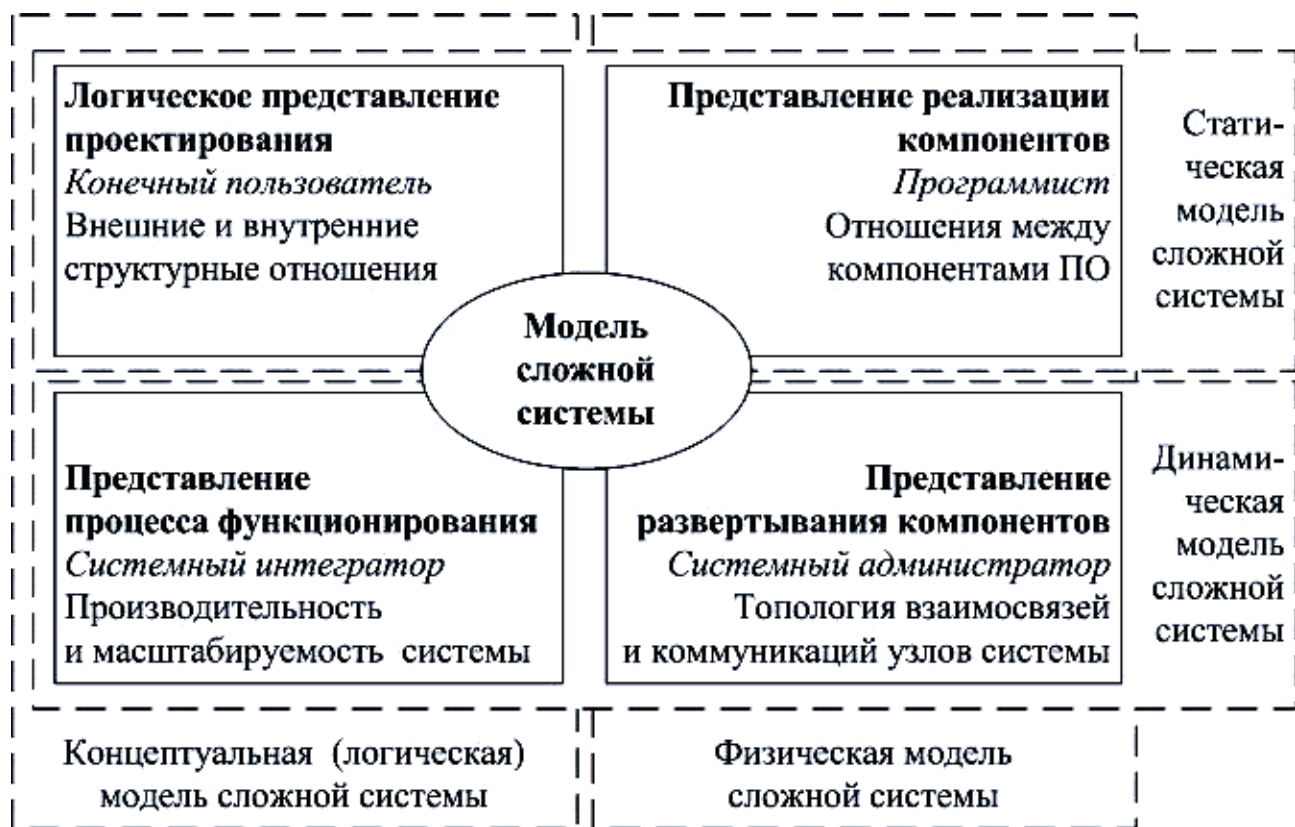 Логическое представление
проектирования
Конечный пользователь
Внешние и внутренние
структурные отношения
Представление реализации
компонентов
Программист
Отношения между
компонентами ПО
Стати-
ческая
модель
сложной
системы
Модель
сложной
системы
Представление
процесса функционирования
Системный интегратор
Производительность
и масштабируемость системы
Представление
развертывания компонентов
Системный администратор
Топология взаимосвязей
и коммуникаций узлов системы
Динами-
ческая
модель
сложной
системы
Концептуальная (логическая)
модель сложной системы
Физическая модель
сложной системы